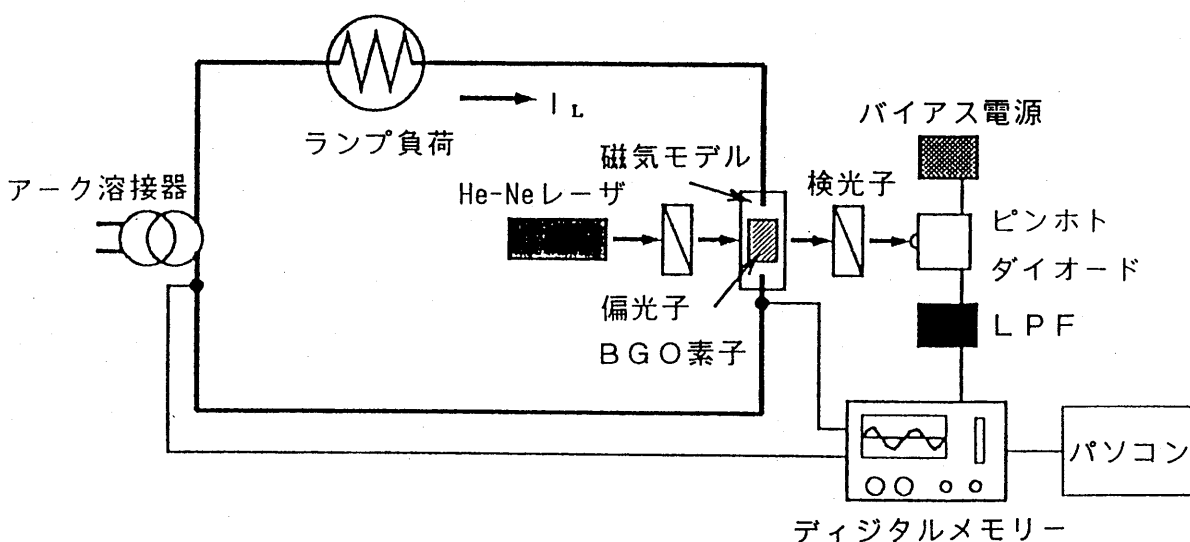 ランプ負荷
I L
アーク溶接器
He-Neレーザ
磁気モデル
検光子
バイアス電源
ピンホト
ダイオード
偏光子
BGO素子
LPF
パソコン
ディジタルメモリー